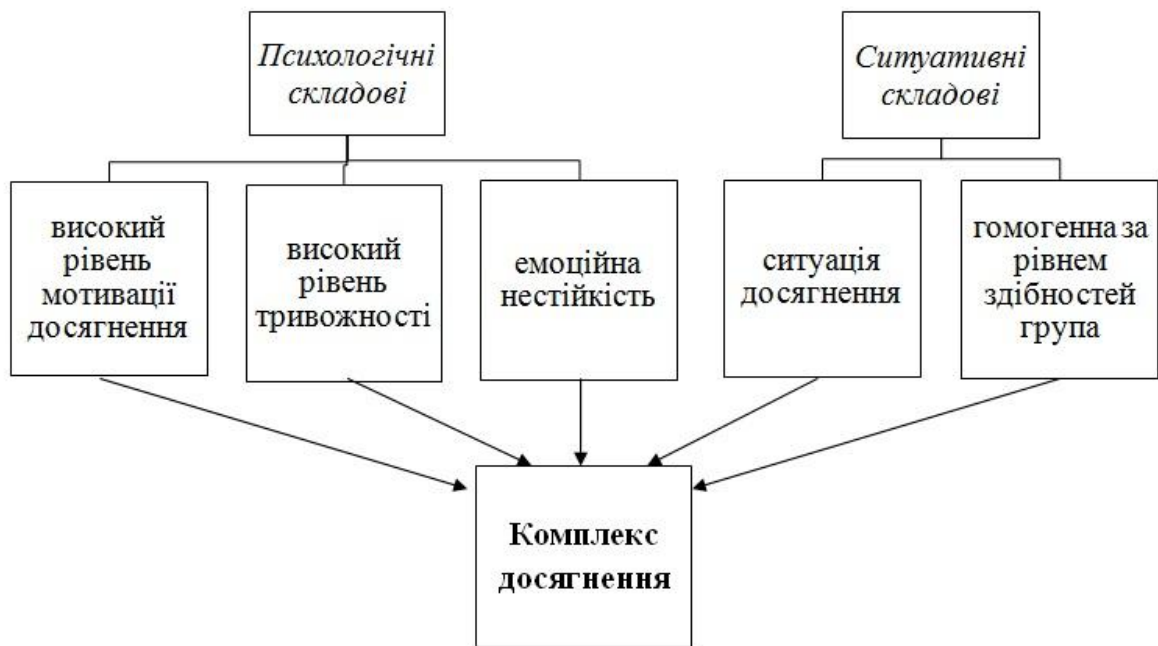 Психологічні
складові
Ситуативні
складові
високий
рівень
мотивації
досягнення
високий
рівень
тривожності
емоційна
нестійкість
ситуація
досягнення
гомогенна за
рівнем
здібностей
група
Комплекс
досягнення